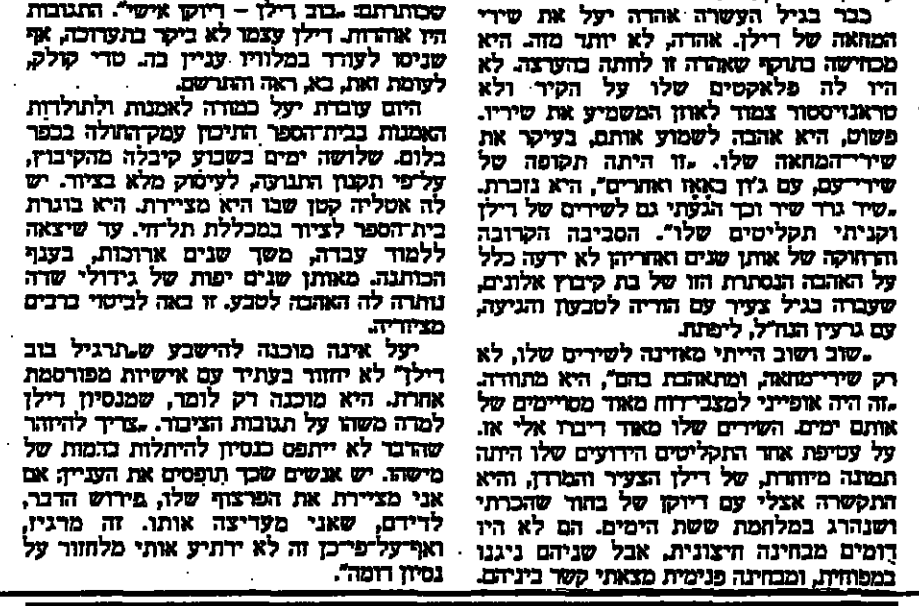 כבר בגיל העשרה אהדה יעל את שירי
המחאה של דילן. אהדה, לא יותר מזה. היא
מכחישה בתוקף שאהדה זו לוותה בהערצה. לא
היו לה פלאקטים שלו על הקיר ולא
טראנזיסטור צמוד לאוזן המשמיע את שיריו.
פשוט, היא אהבה לשמוע אותם, בעיקר את
שירי־המחאה שלו. „זו היתה תקופה של
שירי־עם, עם ג'ון באאז ואחרים", היא נזכרת.
„שיר גרר שיר וכך הגעתי גם לשירים של דילן
וקניתי תקליטים שלו". הסביבה הקרובה
והרחוקה של אותן שנים ואחריהן לא ידעה כלל
על האהבה הנסתרת הזו של בת קיבוץ אלונים,
שעברה בגיל צעיר עם הוריה לטבעון והגיעה,
עם גרעין הנח"ל, ליפתח.
„שוב ושוב הייתי מאזינה לשירים שלו, לא
רק שירי־מחאה, ומתאהבת בהם", היא מתוודה.
„זה היה אופייני למצבי־רוח מאוד מסויימים של
אותם ימים. השירים שלו מאוד דיברו אלי אז.
על עטיפת אחד התקליטים הידועים שלו היתה
תמונה מיוחדת, של דילן הצעיר והמרדן, והיא
התקשרה אצלי עם דיוקן של בחור שהכרתי
ושנהרג במלחמת ששת הימים. הם לא היו
דומים מבחינה חיצונית, אבל שניהם ניגנו
במפוחית, ומבחינה פנימית מצאתי קשר ביניהם.
שכותרתם: „בוב דילן – דיוקן אישי". התגובות
היו אוהדות. דילן עצמו לא ביקר בתערוכה, אף
שניסו לעורר במלוויו עניין בה. טדי קולק,
לעומת זאת, בא, ראה והתרשם.
היום עובדת יעל כמורה לאמנות ולתולדות
האמנות בבית־הספר התיכון עמק־החולה בכפר
בלום. שלושה ימים בשבוע קיבלה מהקיבוץ,
על־פי תקנון התנועה, לעיסוק מלא בציור. יש
לה אטליה קטן שבו היא מציירת. היא בוגרת
בית־הספר לציור במכללת תל־חי. עד שיצאה
ללמוד עבדה, משך שנים ארוכות, בענף
הכותנה. מאותן שנים יפות של גידולי שדה
נותרה לה האהבה לטבע. זו באה לביטוי ברבים
מציוריה.
יעל אינה מוכנה להישבע ש„תרגיל בוב
דילן" לא יחזור בעתיד עם אישיות מפורסמת
אחרת. היא מוכנה רק לומר, שמנסיון דילן
למדה משהו על תגובות הציבור. „צריך להיזהר
שהדבר לא ייתפס כנסיון להיתלות בדמות של
מישהו. יש אנשים שכך תופסים את העניין; אם
אני מציירת את הפרצוף שלו, פירוש הדבר,
לדידם, שאני מעריצה אותו. זה מרגיז,
ואף־על־פי־כן זה לא ירתיע אותי מלחזור על
נסיון דומה".